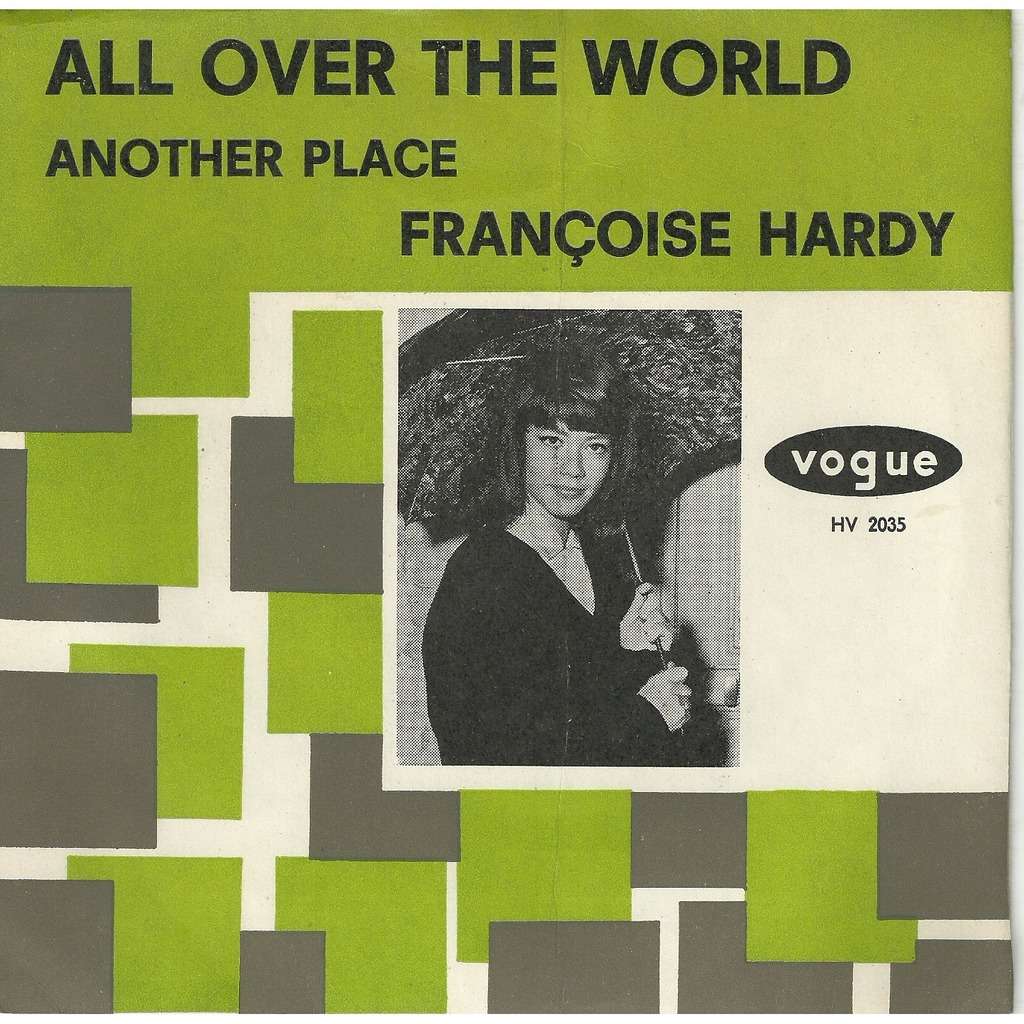 ALL OVER THE WORLD
ANOTHER PLACE
FRANÇOISE HARDY
vogue
HV 2035